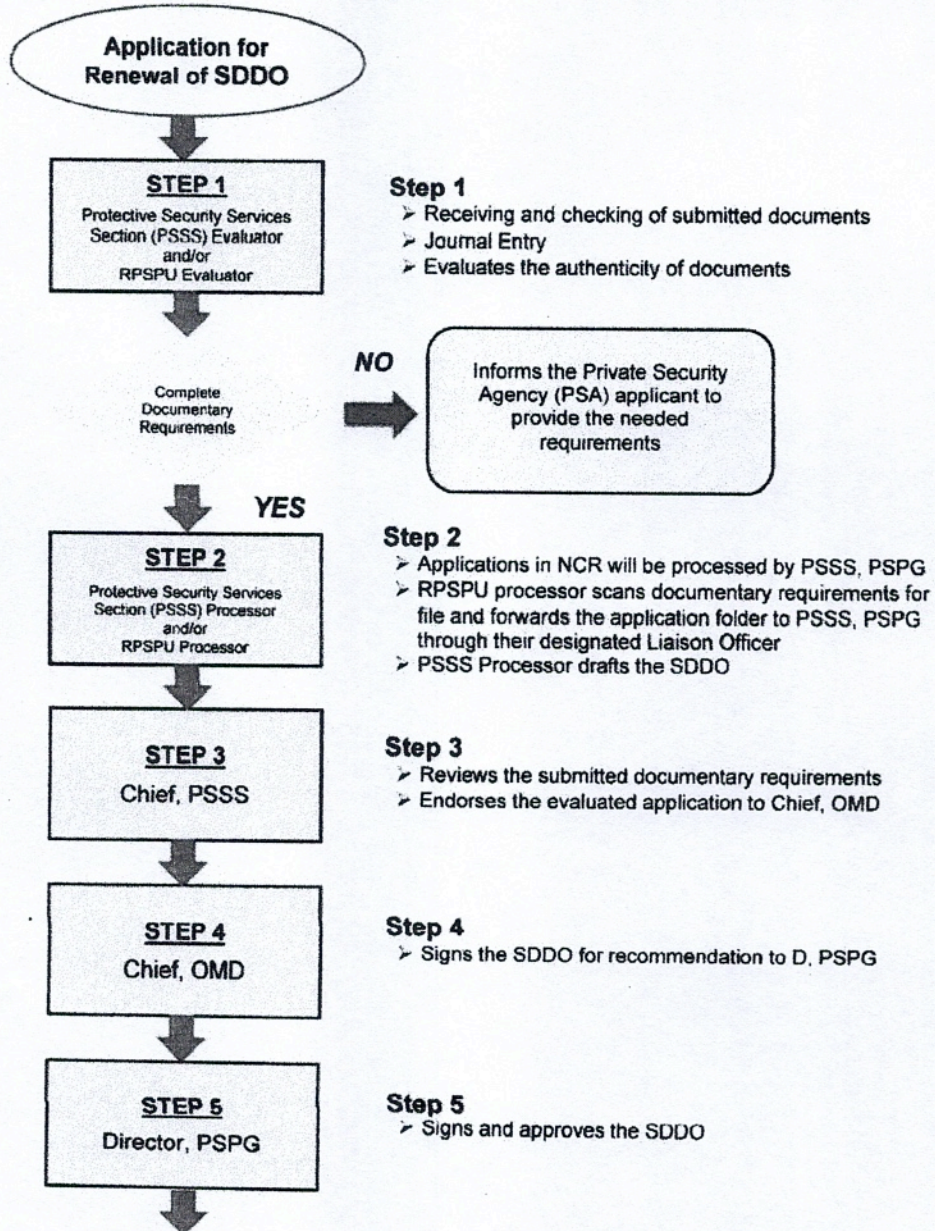 Application for
Renewal of SDDO
STEP 1
Protective Security Services
Section (PSSS) Evaluator
and/or
RPSPU Evaluator
Step 1
➢ Receiving and checking of submitted documents
➢ Journal Entry
➢ Evaluates the authenticity of documents
Complete
Documentary
Requirements
NO
Informs the Private Security
Agency (PSA) applicant to
provide the needed
requirements
YES
STEP 2
Protective Security Services
Section (PSSS) Processor
and/or
RPSPU Processor
Step 2
➢ Applications in NCR will be processed by PSSS, PSPG
➢ RPSPU processor scans documentary requirements for
file and forwards the application folder to PSSS, PSPG
through their designated Liaison Officer
➢ PSSS Processor drafts the SDDO
STEP 3
Chief, PSSS
Step 3
➢ Reviews the submitted documentary requirements
➢ Endorses the evaluated application to Chief, OMD
STEP 4
Chief, OMD
Step 4
➢ Signs the SDDO for recommendation to D, PSPG
STEP 5
Director, PSPG
Step 5
➢ Signs and approves the SDDO